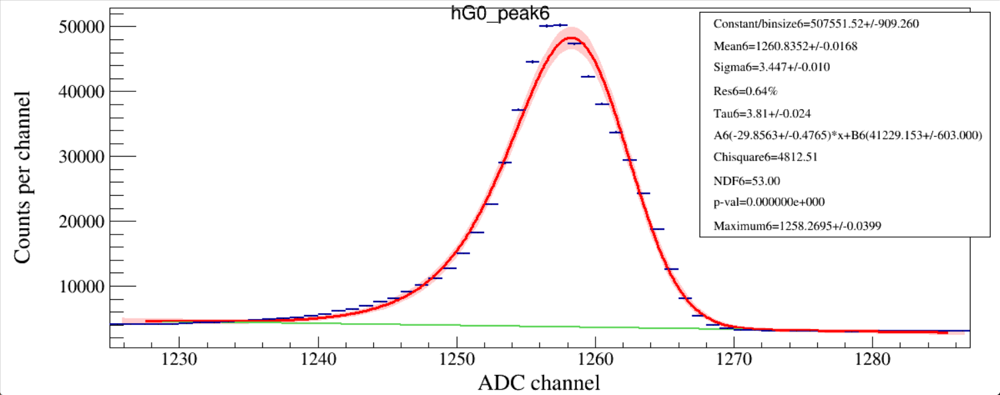 hG0_peak6
Constant/binsize6=507551.52+/-909.260
Mean6=1260.8352+/-0.0168
Sigma6=3.447+/-0.010
Res6=0.64%
Tau6=3.81+/-0.024
A6(-29.8563+/-0.4765)*x+B6(41229.153+/-603.000)
Chisquare6=4812.51
NDF6=53.00
p-val=0.000000e+000
Maximum6=1258.2695+/-0.0399
Counts per channel
50000
40000
30000
20000
10000
1230 1240 1250 1260 1270 1280
ADC channel